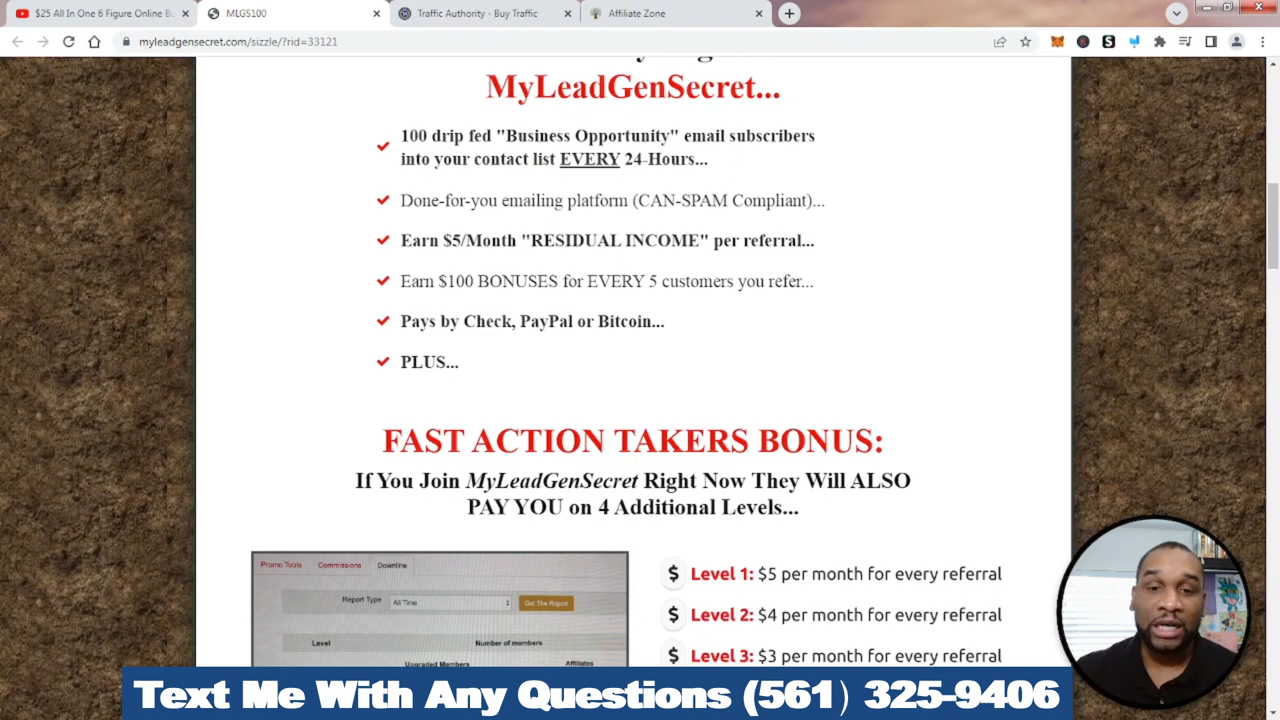 $25 All In One 6 Figure Online Bu
MLGS100
Traffic Authority - Buy Traffic
Affiliate Zone
myleadgensecret.com/sizzle/?rid=33121
MyLeadGenSecret...
100 drip fed "Business Opportunity" email subscribers
into your contact list EVERY 24-Hours...
Done-for-you emailing platform (CAN-SPAM Compliant)...
Earn $5/Month "RESIDUAL INCOME" per referral...
Earn $100 BONUSES for EVERY 5 customers you refer...
Pays by Check, PayPal or Bitcoin...
PLUS...
FAST ACTION TAKERS BONUS:
If You Join MyLeadGenSecret Right Now They Will ALSO
PAY YOU on 4 Additional Levels...
Promo Tools Commissions Downline
Report Type All Time Get The Report
Level Number of members
Upgraded Members Affiliates
$ Level 1: $5 per month for every referral
$ Level 2: $4 per month for every referral
$ Level 3: $3 per month for every referral
Text Me With Any Questions (561) 325-9406